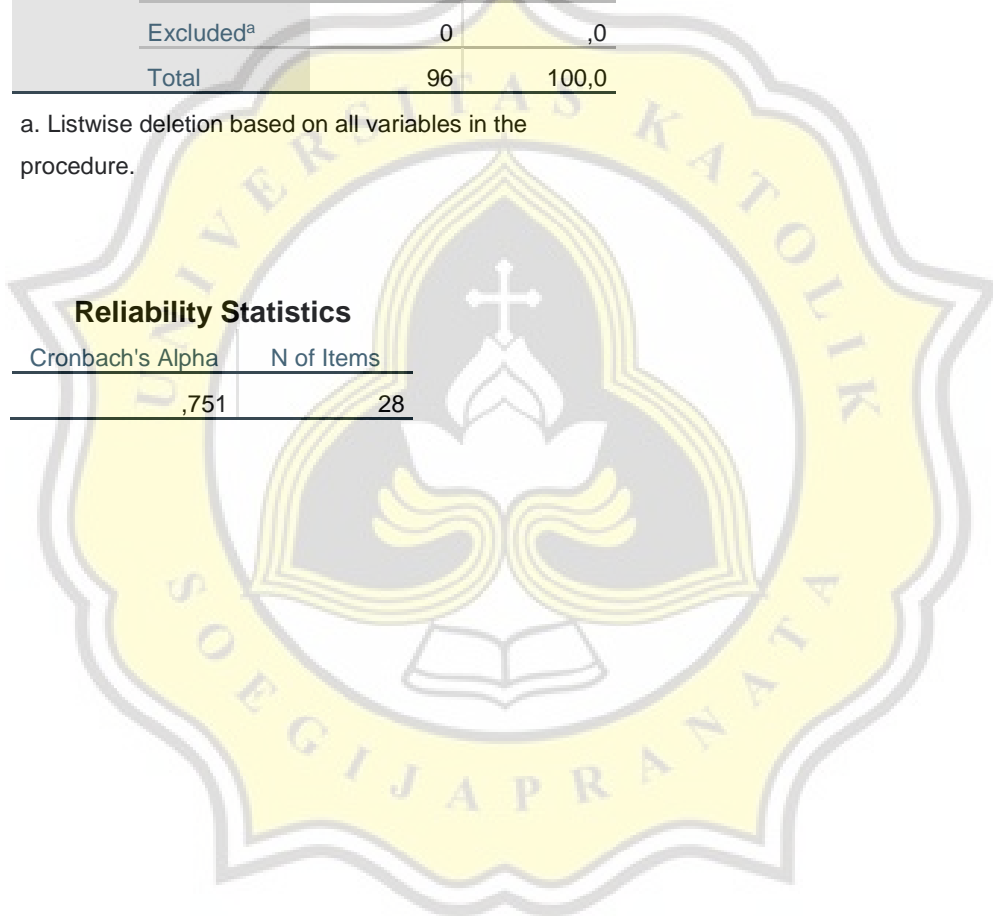 Excludedᵃ 0 ,0
Total 96 100,0
a. Listwise deletion based on all variables in the
procedure.
Reliability Statistics
Cronbach's Alpha N of Items
,751 28
UNIVERSITAS KATOLIK
SOEGIJAPRANATA